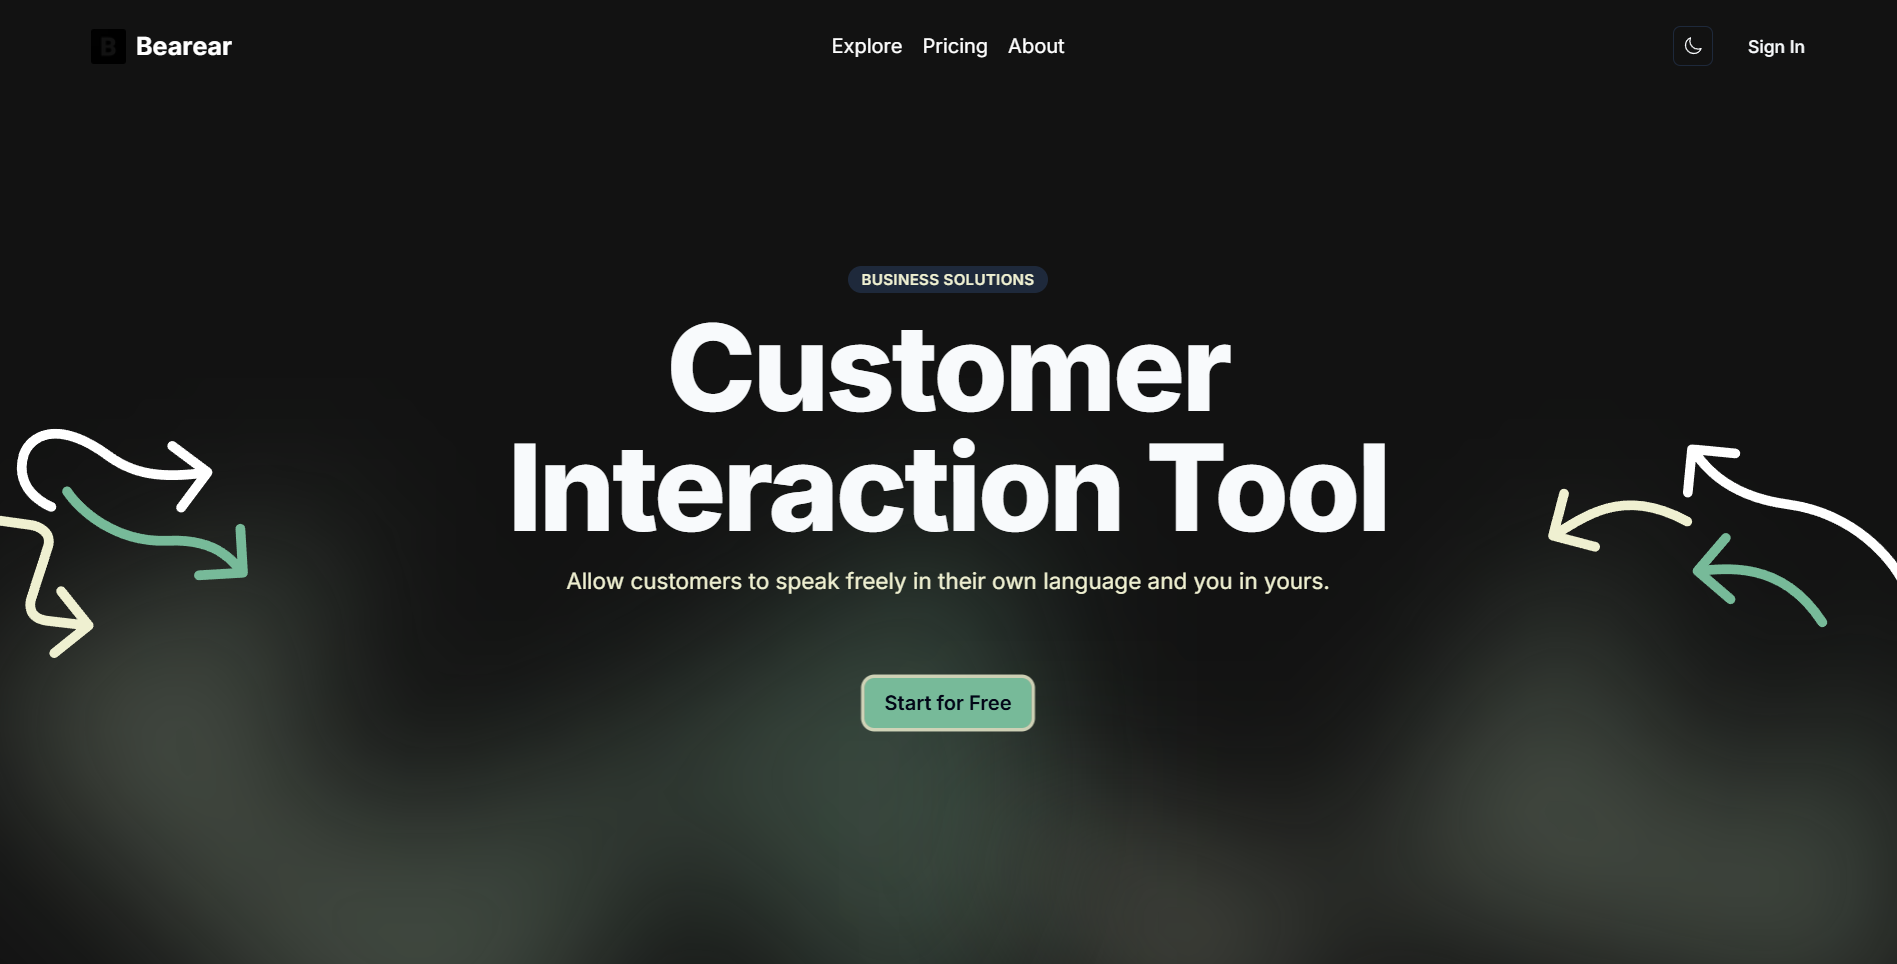 B Bearear
Explore Pricing About
Sign In
BUSINESS SOLUTIONS
Customer
Interaction Tool
Allow customers to speak freely in their own language and you in yours.
Start for Free